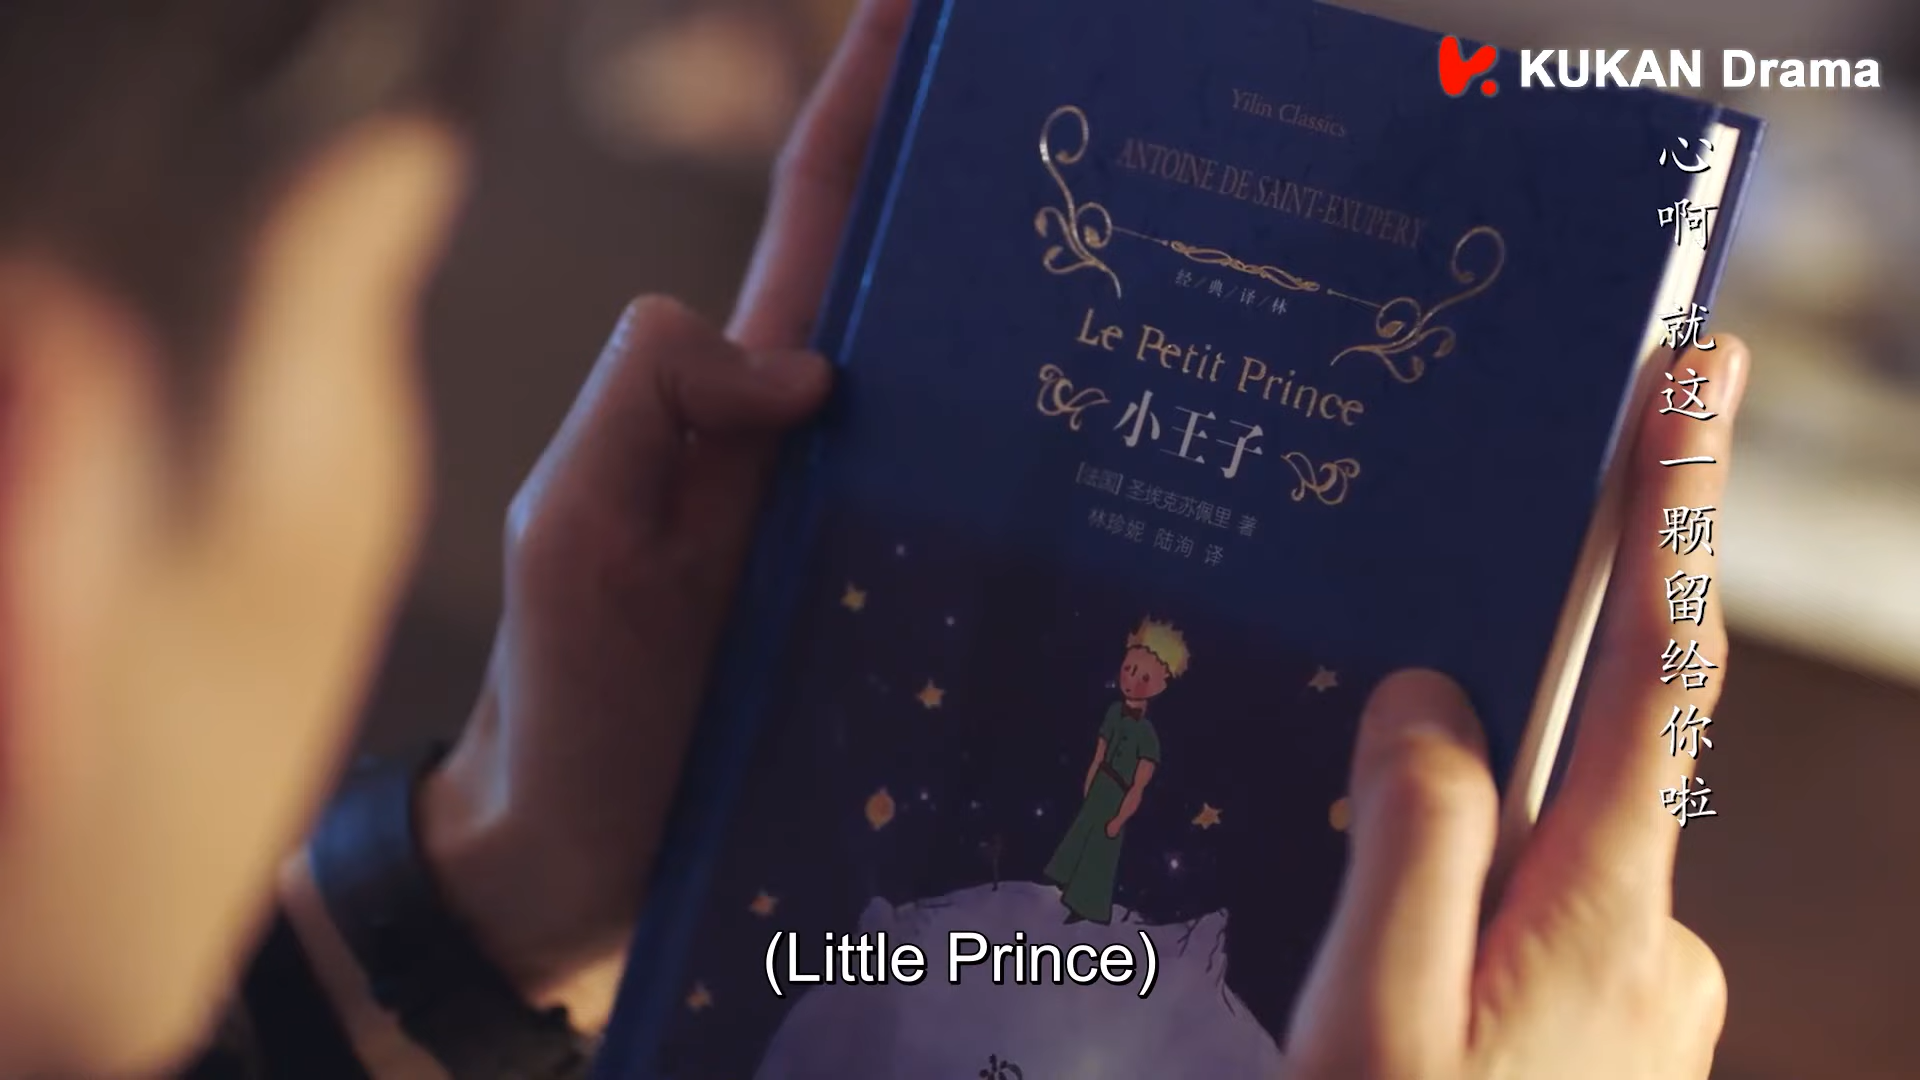 KUKAN Drama
Yilin Classics
ANTOINE DE SAINT-EXUPERY
经/典/译/林
Le Petit Prince
小王子
[法国] 圣埃克苏佩里 著
林珍妮 陆洵 译
心啊 就这一颗留给你啦
(Little Prince)